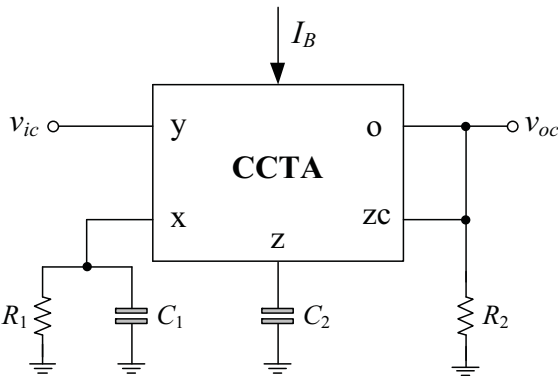 I_B
v_ic
y
o
v_oc
CCTA
x
zc
z
R_1
C_1
C_2
R_2